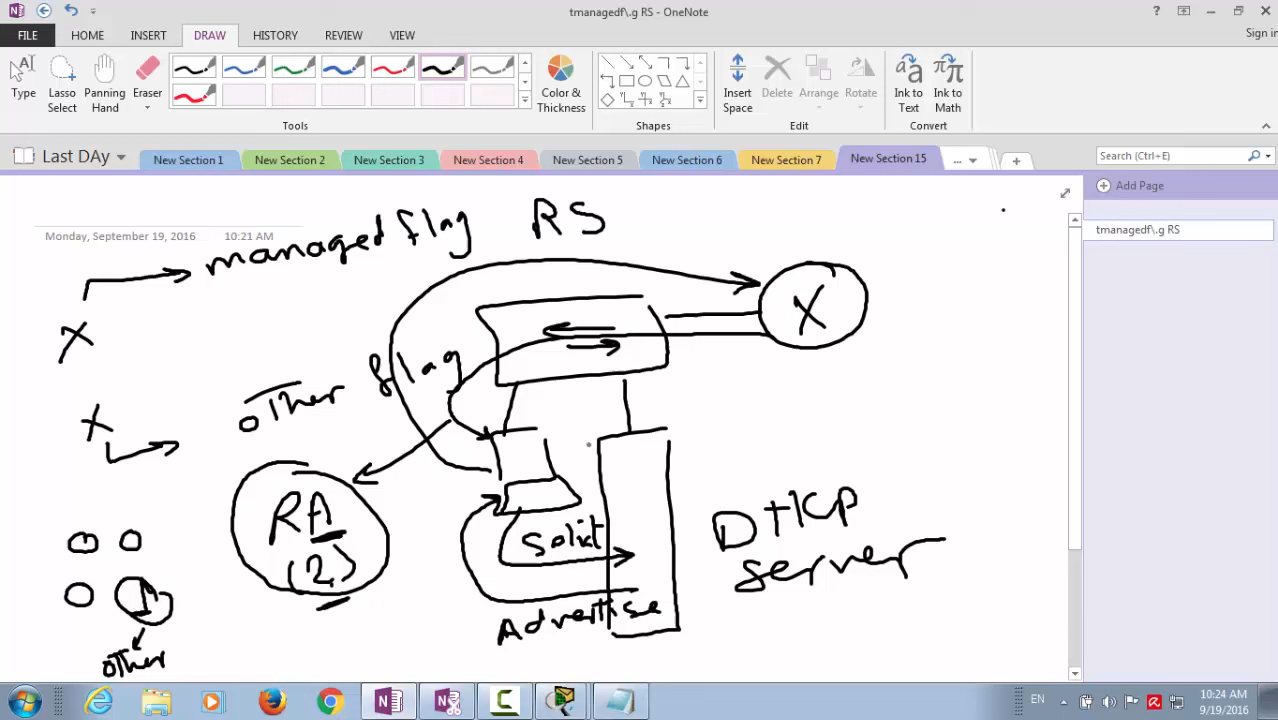 tmanagedf\.g RS - OneNote
FILE
HOME
INSERT
DRAW
HISTORY
REVIEW
VIEW
Sign in
Type
Lasso
Select
Panning
Hand
Eraser
Color &
Thickness
Insert
Space
Delete
Arrange
Rotate
Ink to
Text
Ink to
Math
Tools
Shapes
Edit
Convert
Last DAy
New Section 1
New Section 2
New Section 3
New Section 4
New Section 5
New Section 6
New Section 7
New Section 15
...
Search (Ctrl+E)
Add Page
tmanagedf\.g RS
Monday, September 19, 2016
10:21 AM
managed flag RS
X
X
X
other flag
RA
(2)
Solict
Advertise
DHCP
server
1
other
EN
10:24 AM
9/19/2016